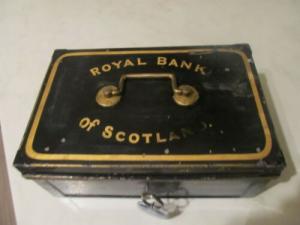 ROYAL BANK
OF SCOTLAND.